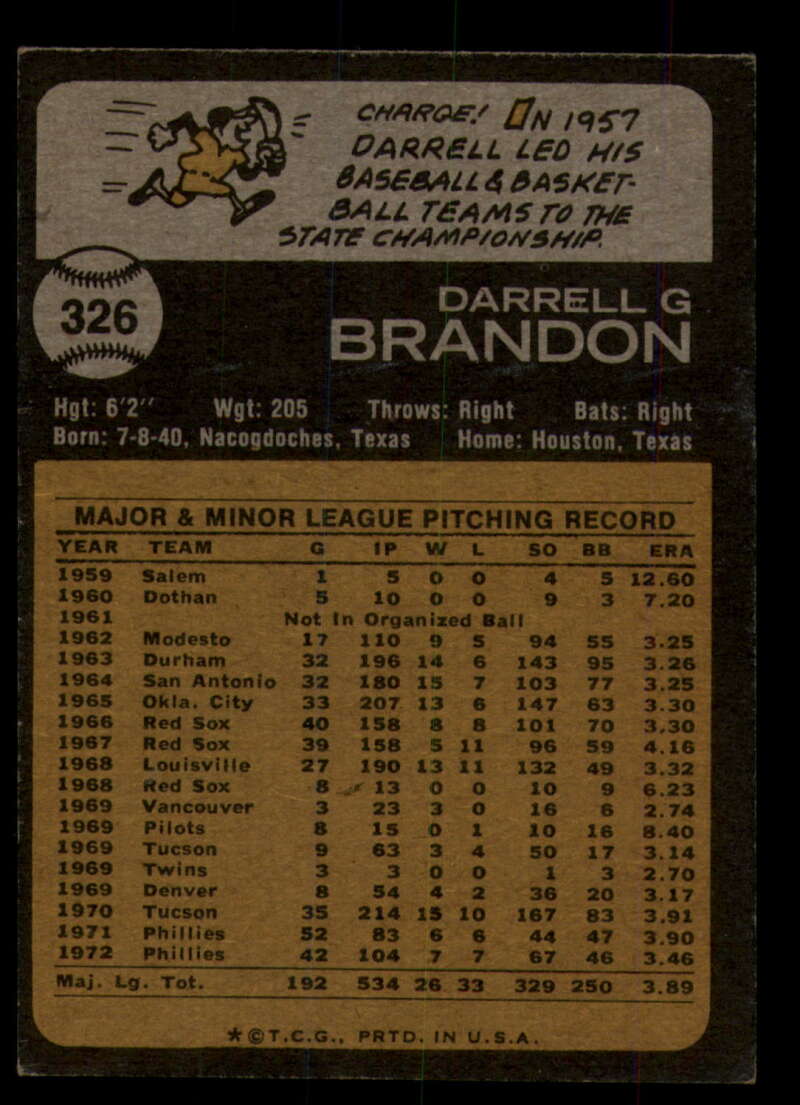 CHARGE! IN 1957
DARRELL LED HIS
BASEBALL & BASKET-
BALL TEAMS TO THE
STATE CHAMPIONSHIP.
326
DARRELL G
BRANDON
Hgt: 6'2" Wgt: 205 Throws: Right Bats: Right
Born: 7-8-40, Nacogdoches, Texas Home: Houston, Texas
MAJOR & MINOR LEAGUE PITCHING RECORD
YEAR TEAM G IP W L SO BB ERA
1959 Salem 1 5 0 0 4 5 12.60
1960 Dothan 5 10 0 0 9 3 7.20
1961 Not In Organized Ball
1962 Modesto 17 110 9 5 94 55 3.25
1963 Durham 32 196 14 6 143 95 3.26
1964 San Antonio 32 180 15 7 103 77 3.25
1965 Okla. City 33 207 13 6 147 63 3.30
1966 Red Sox 40 158 8 8 101 70 3.30
1967 Red Sox 39 158 5 11 96 59 4.16
1968 Louisville 27 190 13 11 132 49 3.32
1968 Red Sox 8 13 0 0 10 9 6.23
1969 Vancouver 3 23 3 0 16 6 2.74
1969 Pilots 8 15 0 1 10 16 8.40
1969 Tucson 9 63 3 4 50 17 3.14
1969 Twins 3 3 0 0 1 3 2.70
1969 Denver 8 54 4 2 36 20 3.17
1970 Tucson 35 214 15 10 167 83 3.91
1971 Phillies 52 83 6 6 44 47 3.90
1972 Phillies 42 104 7 7 67 46 3.46
Maj. Lg. Tot. 192 534 26 33 329 250 3.89
*©T.C.G., PRTD. IN U.S.A.